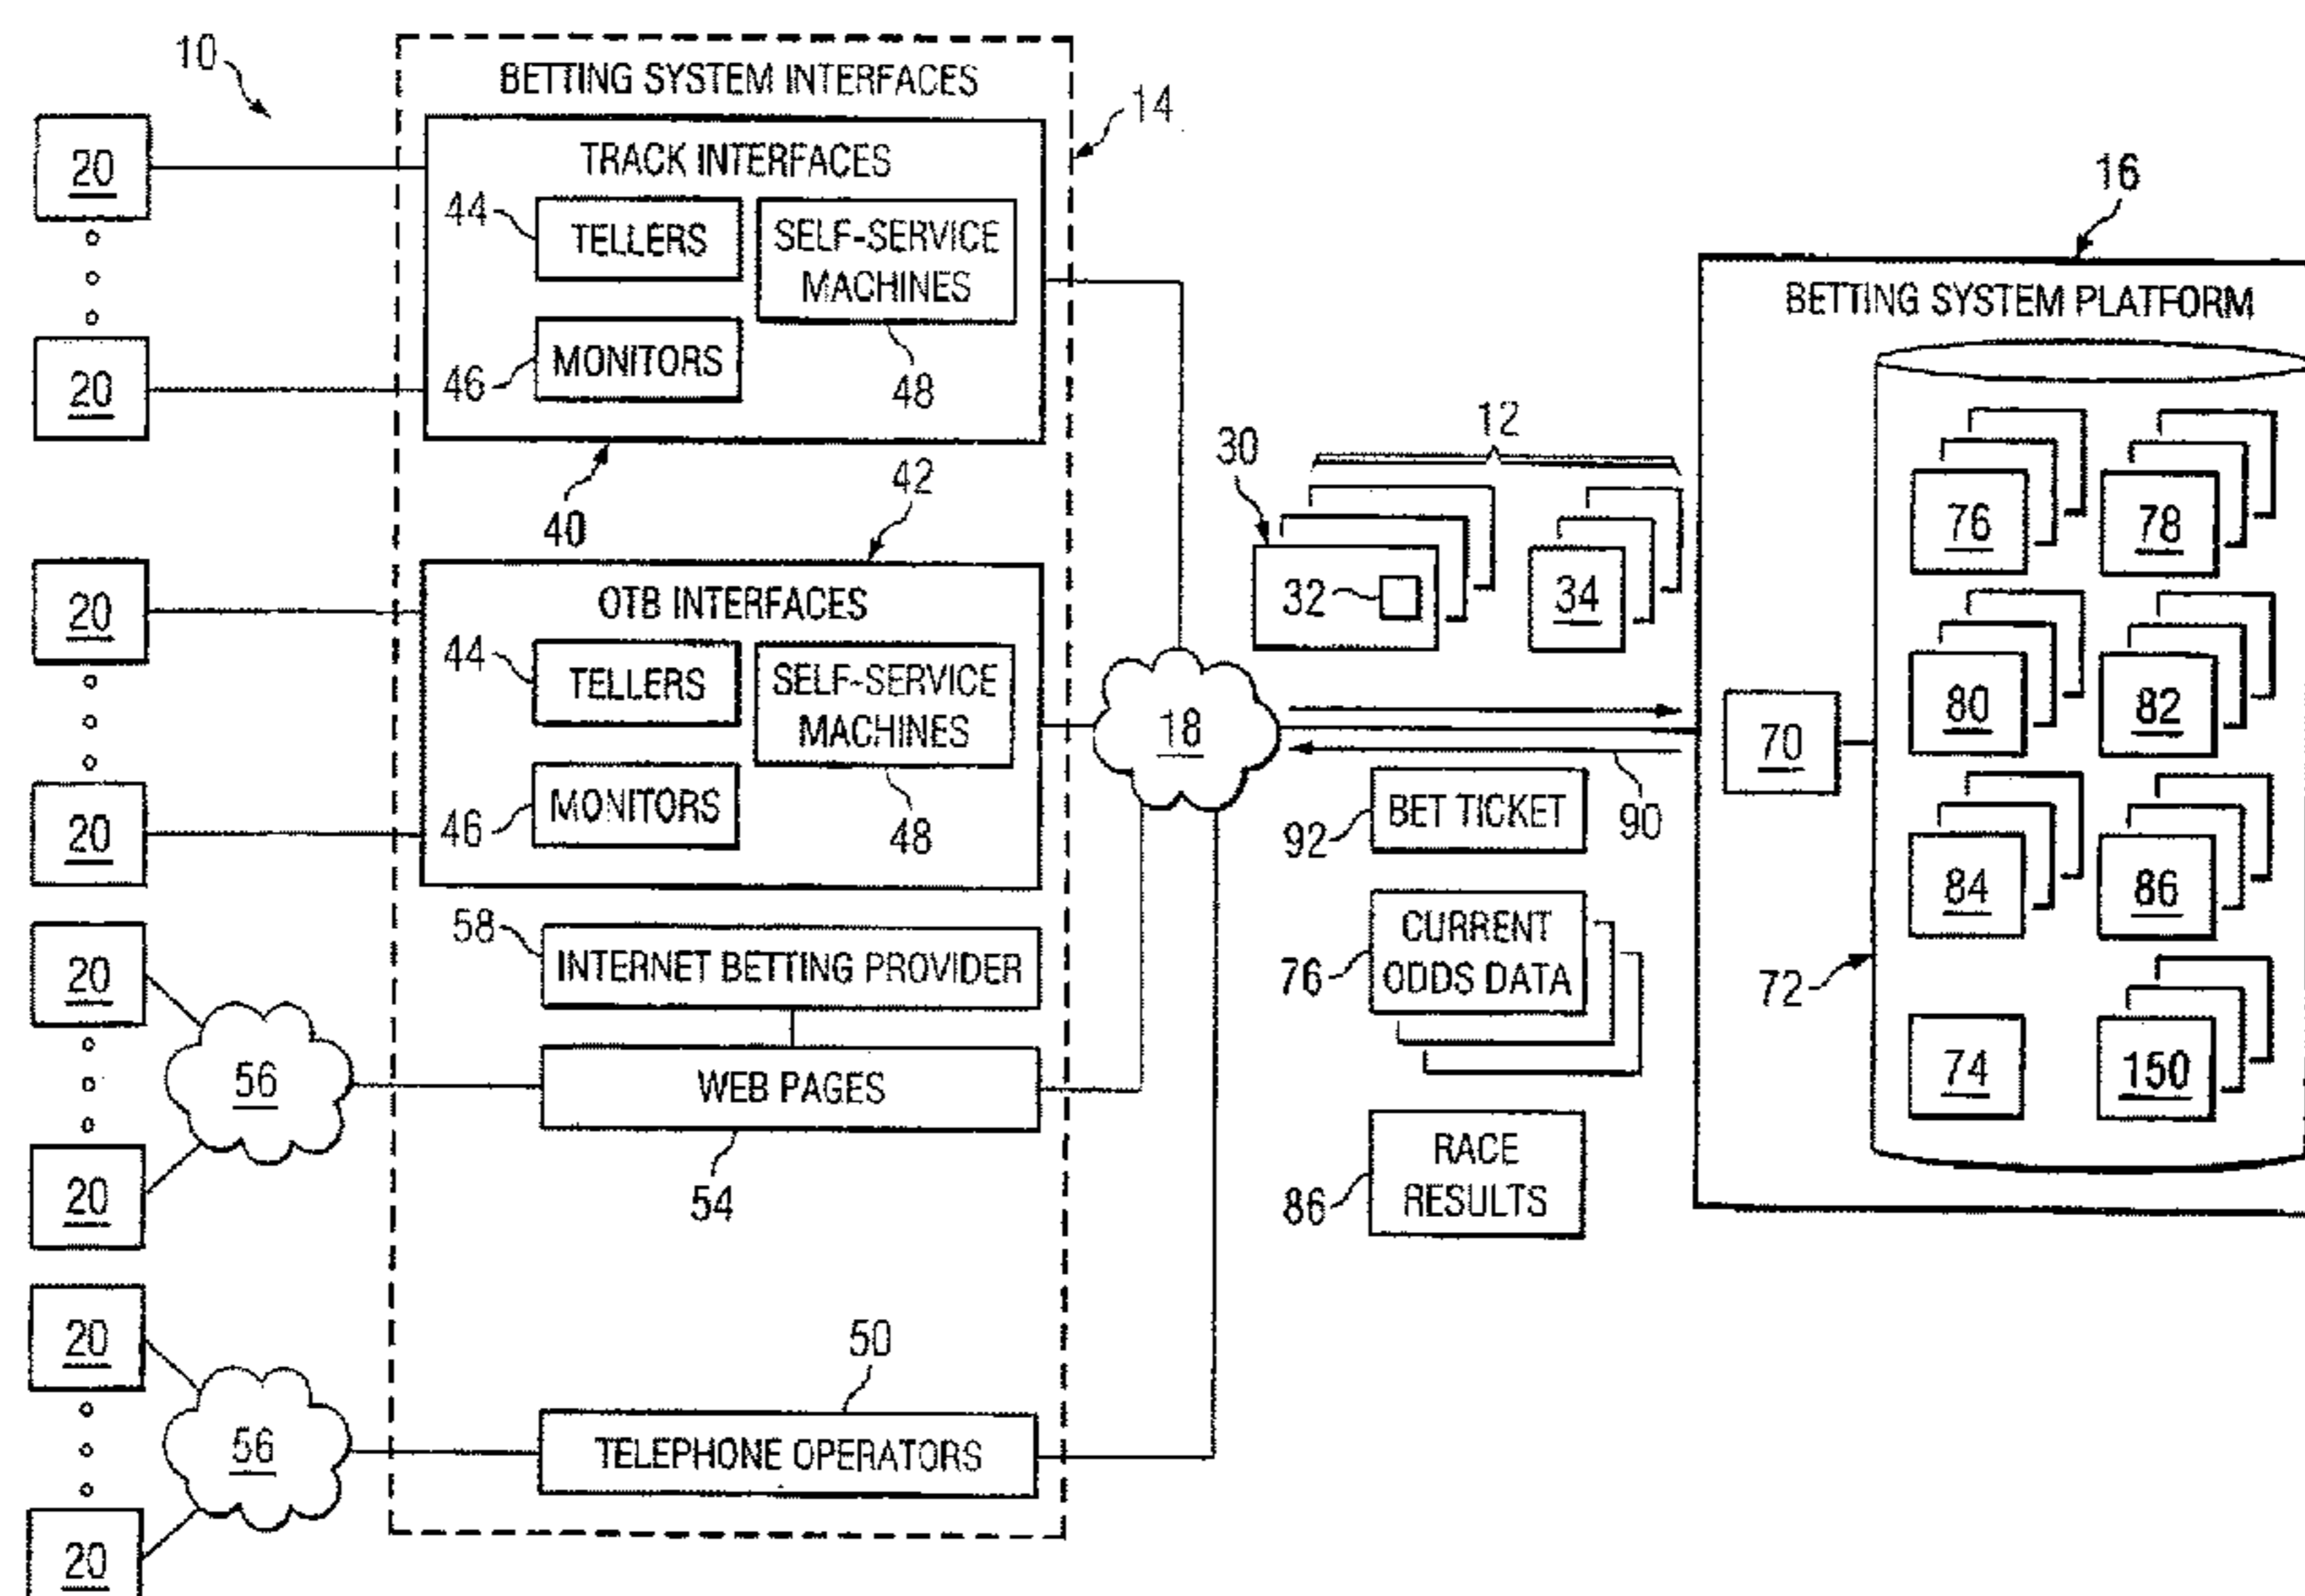 10
BETTING SYSTEM INTERFACES
14
20
TRACK INTERFACES
44
TELLERS
SELF-SERVICE
MACHINES
46
MONITORS
48
20
40
42
20
OTB INTERFACES
44
TELLERS
SELF-SERVICE
MACHINES
46
MONITORS
48
20
58
INTERNET BETTING PROVIDER
20
56
WEB PAGES
54
20
20
50
56
TELEPHONE OPERATORS
20
18
12
30
32
34
90
92
BET TICKET
76
CURRENT
ODDS DATA
86
RACE
RESULTS
16
BETTING SYSTEM PLATFORM
70
72
76
78
80
82
84
86
74
150